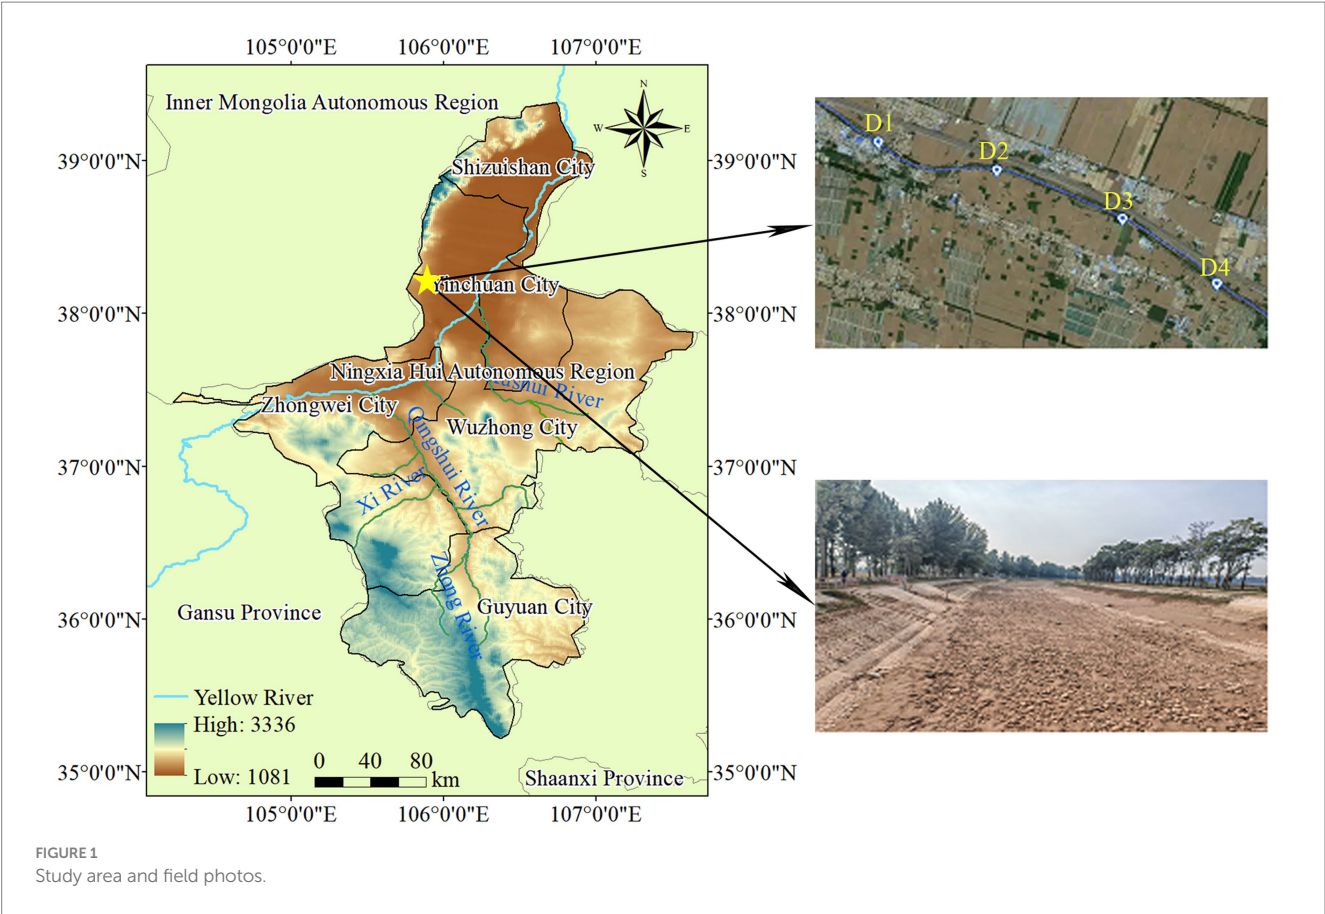 105°0'0"E 106°0'0"E 107°0'0"E
Inner Mongolia Autonomous Region
N
W E
S
39°0'0"N 39°0'0"N
Shizuishan City
D1
D2
D3
D4
Yinchuan City
38°0'0"N 38°0'0"N
Ningxia Hui Autonomous Region
River
Zhongwei City
Wuzhong City
Qingshui River
37°0'0"N 37°0'0"N
Xi River
Zhong River
Guyuan City
Gansu Province
36°0'0"N 36°0'0"N
Yellow River
High: 3336
Low: 1081
0 40 80
km
Shaanxi Province
35°0'0"N 35°0'0"N
105°0'0"E 106°0'0"E 107°0'0"E
FIGURE 1
Study area and field photos.